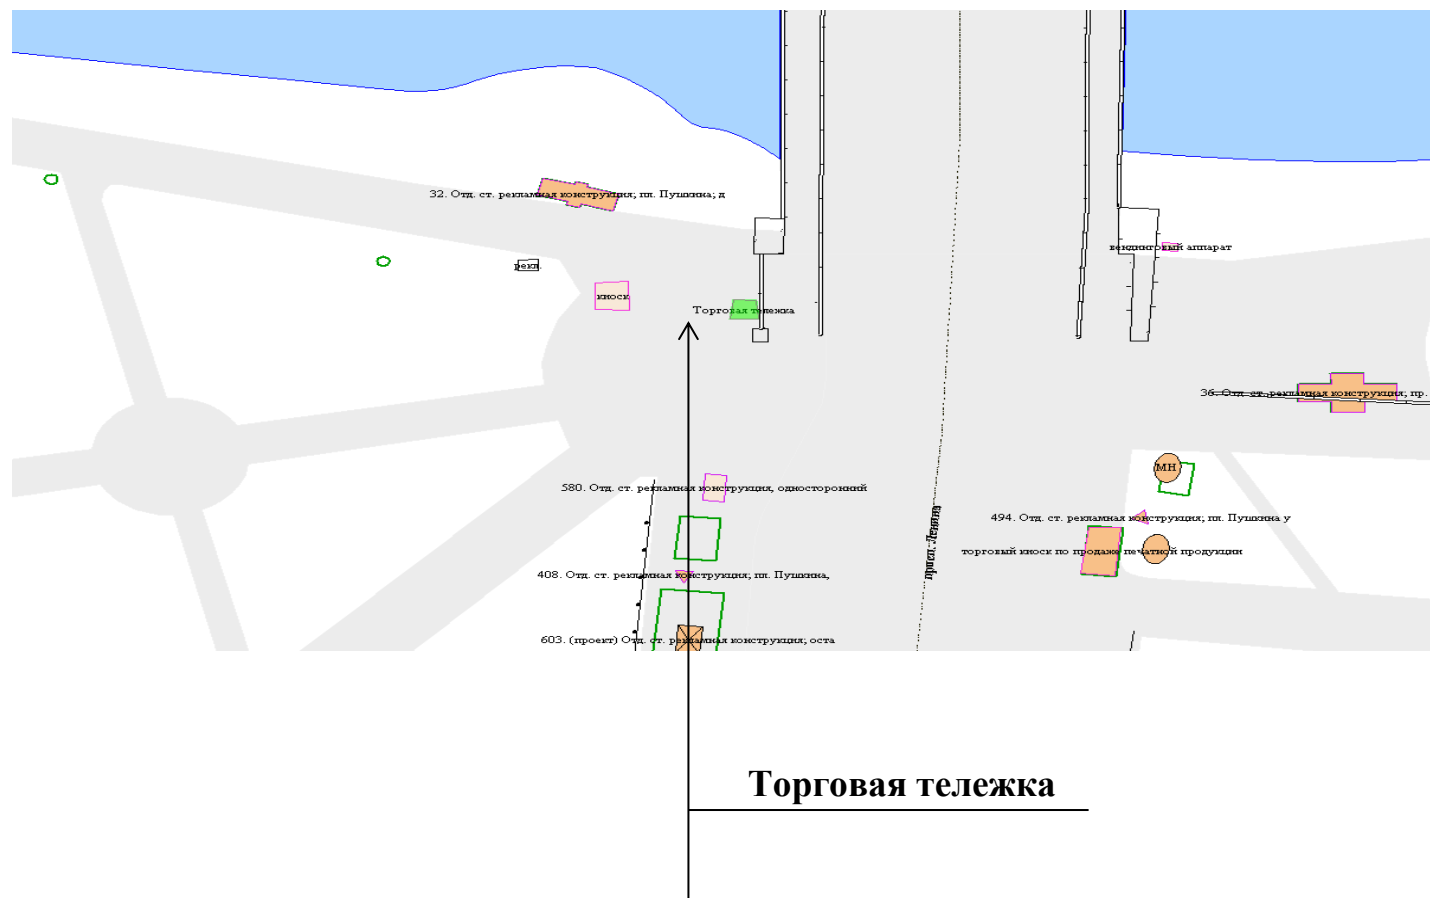 32. Отд. ст. рекламная конструкция; пл. Пушкина; д
вендинговый аппарат
рекл.
киоск
Торговая тележка
36. Отд. ст. рекламная конструкция; пр.
МН
580. Отд. ст. рекламная конструкция, односторонний
494. Отд. ст. рекламная конструкция; пл. Пушкина у
просп. Ленина
торговый киоск по продаже печатной продукции
408. Отд. ст. рекламная конструкция; пл. Пушкина,
603. (проект) Отд. ст. рекламная конструкция; оста
Торговая тележка